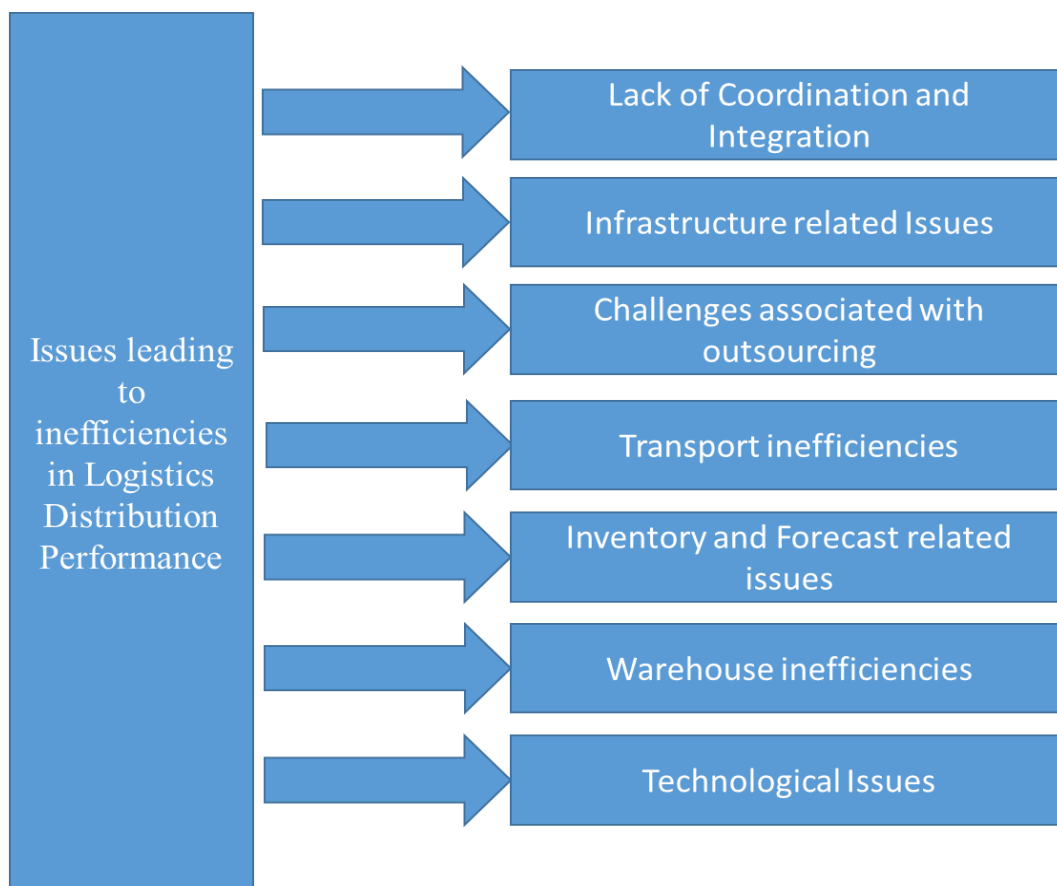 Issues leading
to
inefficiencies
in Logistics
Distribution
Performance
Lack of Coordination and
Integration
Infrastructure related Issues
Challenges associated with
outsourcing
Transport inefficiencies
Inventory and Forecast related
issues
Warehouse inefficiencies
Technological Issues